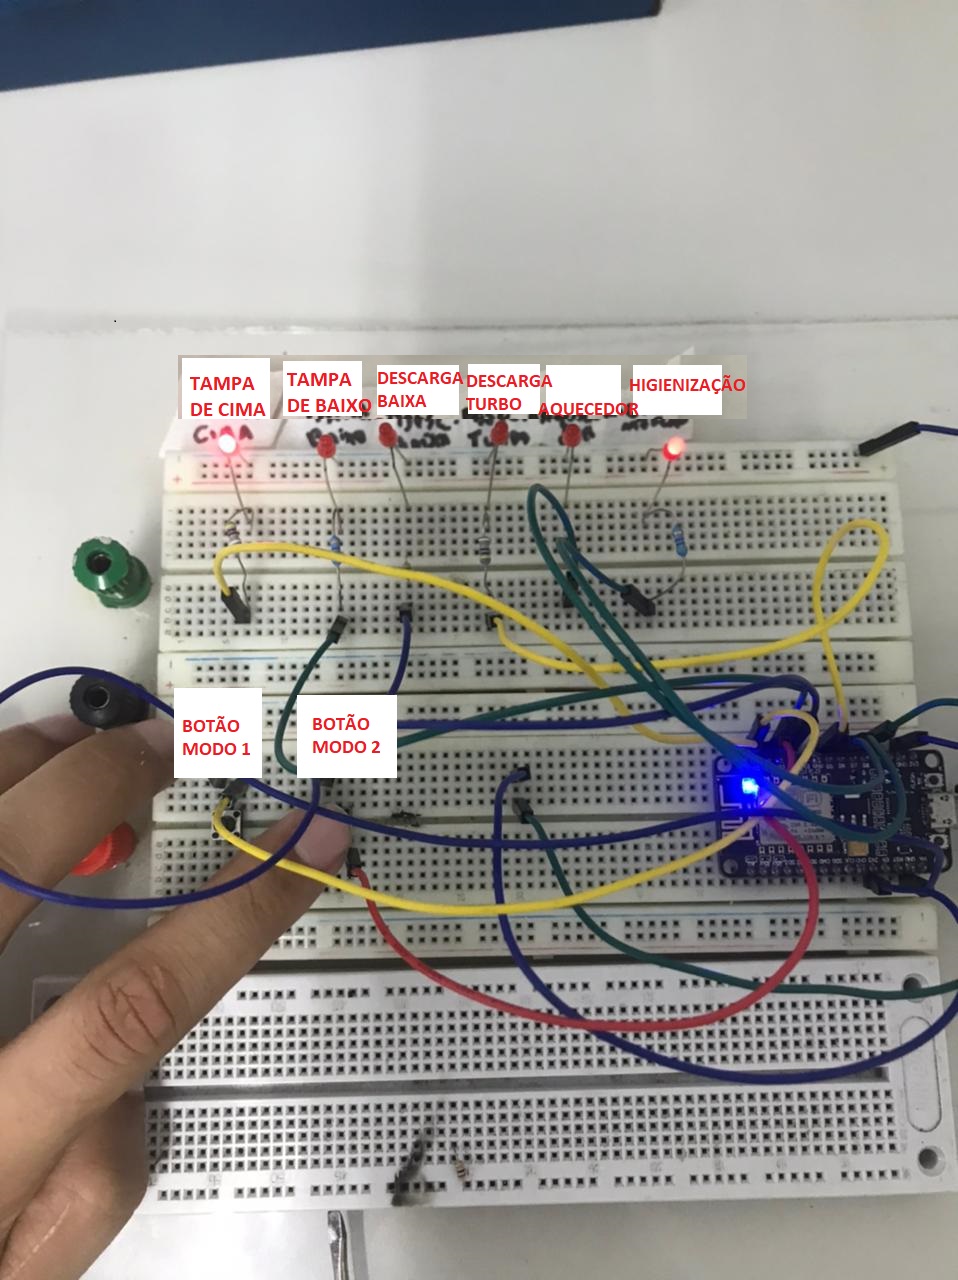 TAMPA
DE CIMA
TAMPA
DE BAIXO
DESCARGA
BAIXA
DESCARGA
TURBO
AQUECEDOR
HIGIENIZAÇÃO
CIMA
Baixo
BOTÃO
MODO 1
BOTÃO
MODO 2